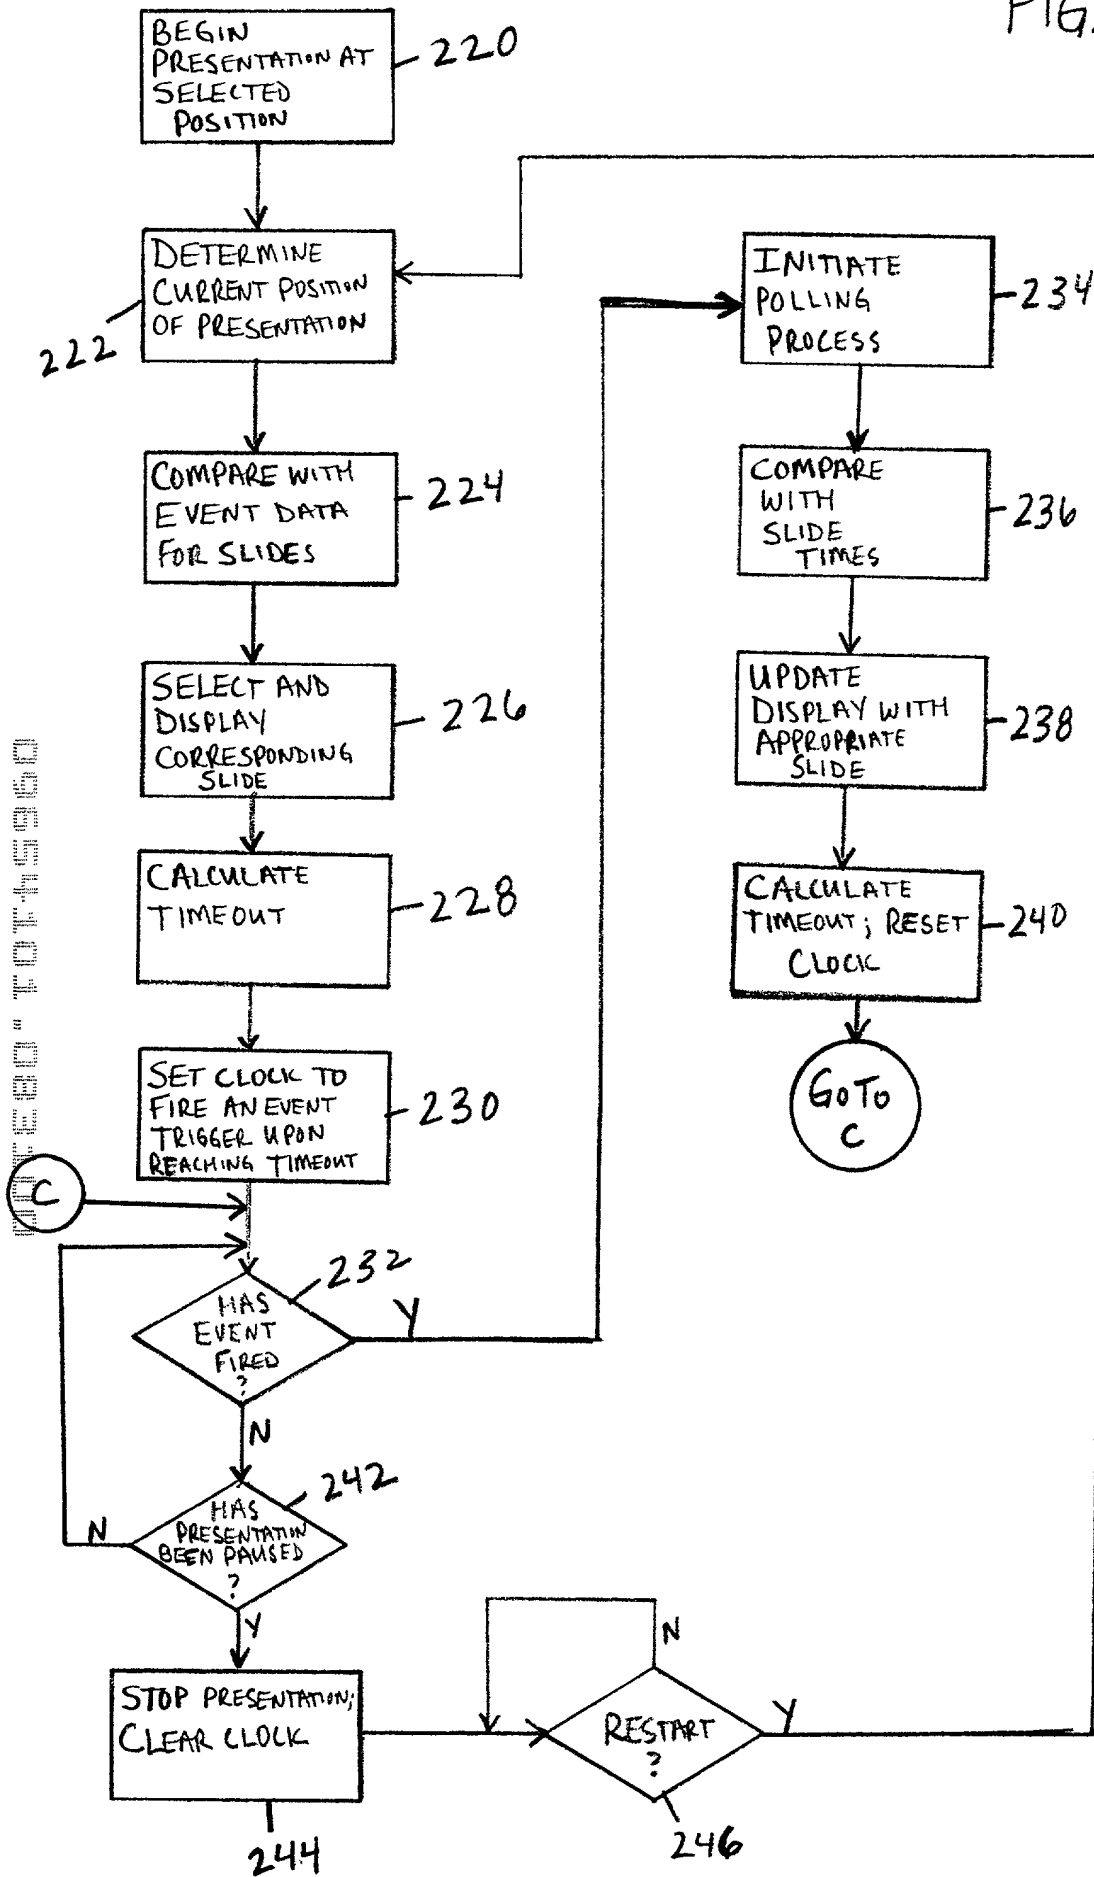 FIG.
BEGIN
PRESENTATION AT
SELECTED
POSITION
220
DETERMINE
CURRENT POSITION
OF PRESENTATION
222
COMPARE WITH
EVENT DATA
FOR SLIDES
224
SELECT AND
DISPLAY
CORRESPONDING
SLIDE
226
CALCULATE
TIMEOUT
228
SET CLOCK TO
FIRE AN EVENT
TRIGGER UPON
REACHING TIMEOUT
230
C
HAS
EVENT
FIRED
?
232
Y
N
HAS
PRESENTATION
BEEN PAUSED
?
242
N
Y
STOP PRESENTATION;
CLEAR CLOCK
244
RESTART
?
246
N
Y
INITIATE
POLLING
PROCESS
234
COMPARE
WITH
SLIDE
TIMES
236
UPDATE
DISPLAY WITH
APPROPRIATE
SLIDE
238
CALCULATE
TIMEOUT; RESET
CLOCK
240
GO TO
C